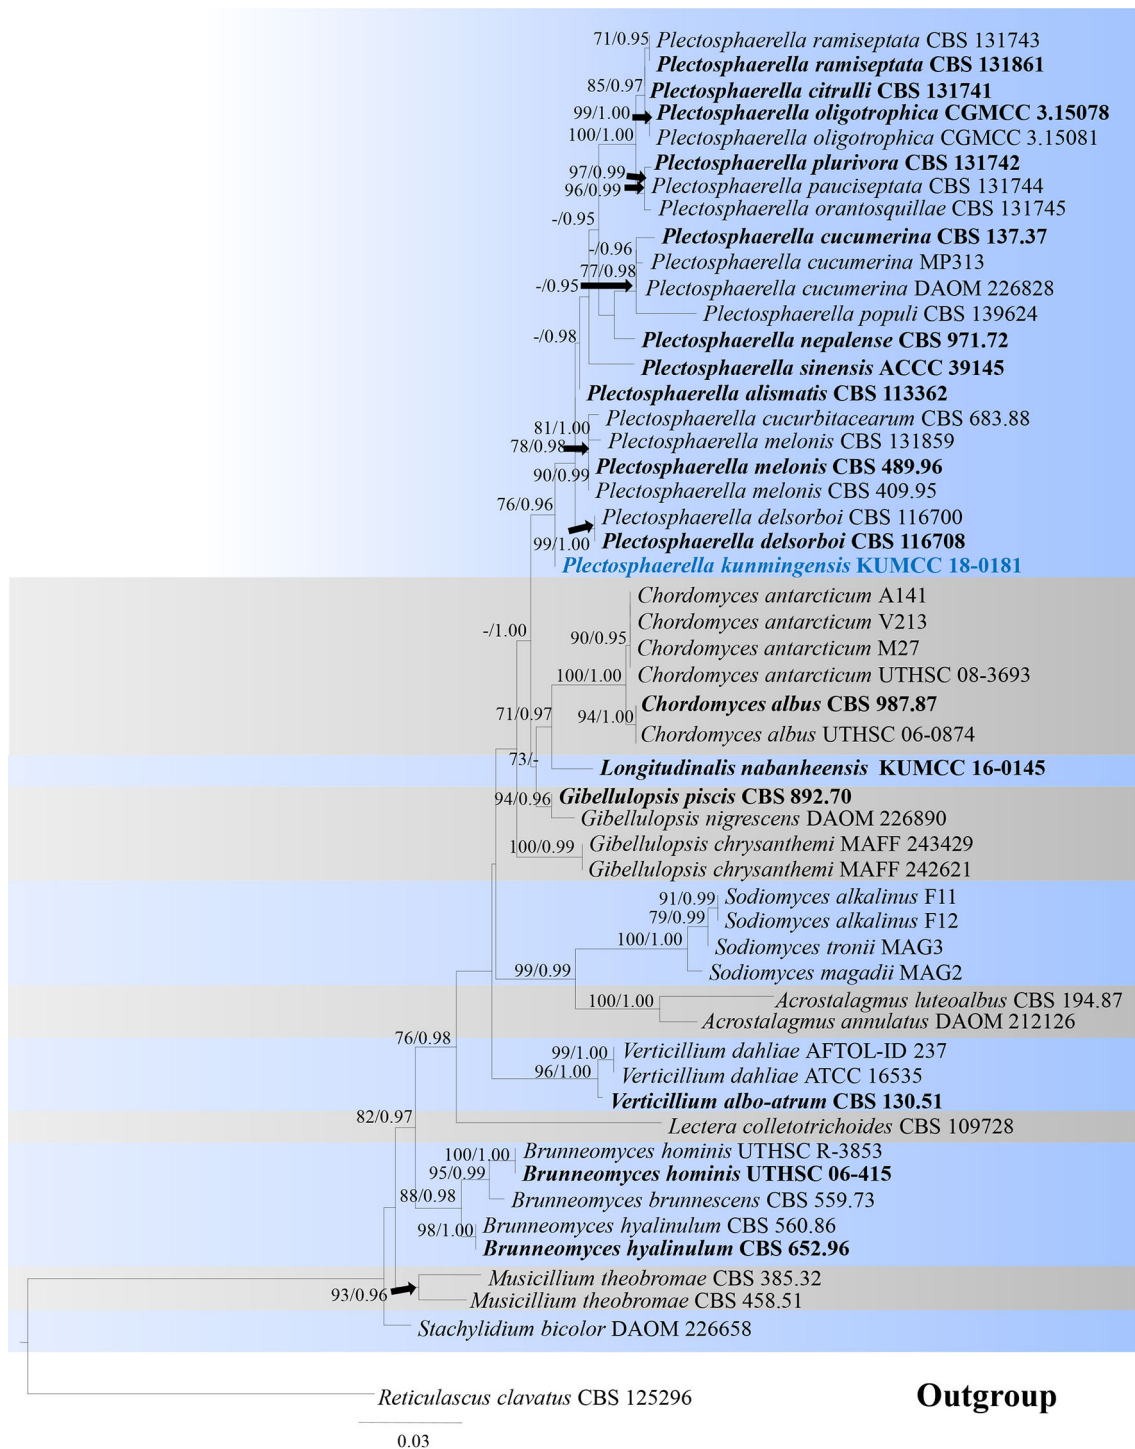 71/0.95 Plectosphaerella ramiseptata CBS 131743
Plectosphaerella ramiseptata CBS 131861
85/0.97 Plectosphaerella citrulli CBS 131741
99/1.00 Plectosphaerella oligotrophica CGMCC 3.15078
100/1.00 Plectosphaerella oligotrophica CGMCC 3.15081
Plectosphaerella plurivora CBS 131742
97/0.99
96/0.99 Plectosphaerella pauciseptata CBS 131744
Plectosphaerella orantosquillae CBS 131745
-/0.95
Plectosphaerella cucumerina CBS 137.37
-/0.96
Plectosphaerella cucumerina MP313
77/0.98
-/0.95 Plectosphaerella cucumerina DAOM 226828
Plectosphaerella populi CBS 139624
-/0.98 Plectosphaerella nepalense CBS 971.72
Plectosphaerella sinensis ACCC 39145
Plectosphaerella alismatis CBS 113362
Plectosphaerella cucurbitacearum CBS 683.88
81/1.00
78/0.98 Plectosphaerella melonis CBS 131859
Plectosphaerella melonis CBS 489.96
90/0.99
Plectosphaerella melonis CBS 409.95
76/0.96
Plectosphaerella delsorboi CBS 116700
99/1.00 Plectosphaerella delsorboi CBS 116708
Plectosphaerella kunmingensis KUMCC 18-0181
Chordomyces antarcticum A141
Chordomyces antarcticum V213
-/1.00
90/0.95 Chordomyces antarcticum M27
100/1.00 Chordomyces antarcticum UTHSC 08-3693
Chordomyces albus CBS 987.87
71/0.97 94/1.00
Chordomyces albus UTHSC 06-0874
73/-
Longitudinalis nabanheensis KUMCC 16-0145
94/0.96 Gibellulopsis piscis CBS 892.70
Gibellulopsis nigrescens DAOM 226890
100/0.99 Gibellulopsis chrysanthemi MAFF 243429
Gibellulopsis chrysanthemi MAFF 242621
91/0.99 Sodiomyces alkalinus F11
79/0.99 Sodiomyces alkalinus F12
100/1.00 Sodiomyces tronii MAG3
99/0.99 Sodiomyces magadii MAG2
100/1.00 Acrostalagmus luteoalbus CBS 194.87
Acrostalagmus annulatus DAOM 212126
76/0.98
99/1.00 Verticillium dahliae AFTOL-ID 237
96/1.00 Verticillium dahliae ATCC 16535
Verticillium albo-atrum CBS 130.51
82/0.97
Lectera colletotrichoides CBS 109728
100/1.00 Brunneomyces hominis UTHSC R-3853
95/0.99 Brunneomyces hominis UTHSC 06-415
88/0.98 Brunneomyces brunnescens CBS 559.73
98/1.00 Brunneomyces hyalinulum CBS 560.86
Brunneomyces hyalinulum CBS 652.96
Musicillium theobromae CBS 385.32
93/0.96
Musicillium theobromae CBS 458.51
Stachylidium bicolor DAOM 226658
Reticulascus clavatus CBS 125296 Outgroup
0.03